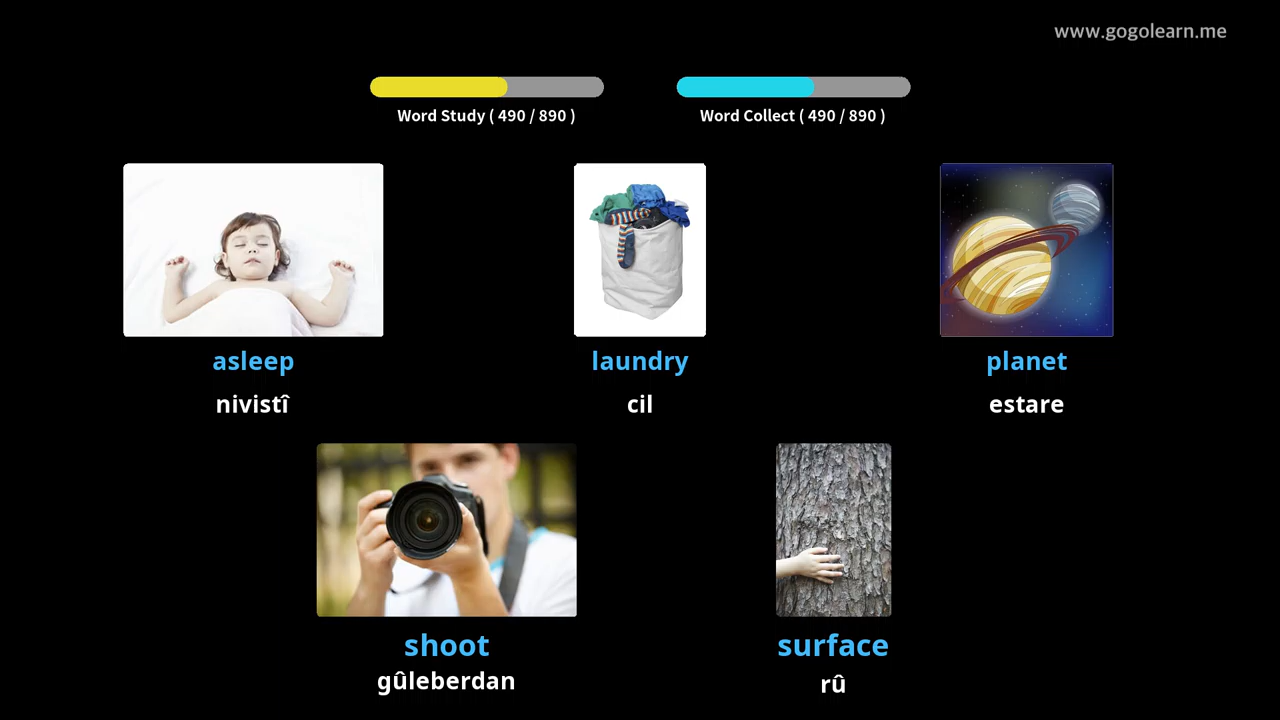 www.gogolearn.me
Word Study ( 490 / 890 )
Word Collect ( 490 / 890 )
asleep
nivistî
laundry
cil
planet
estare
shoot
gûleberdan
surface
rû